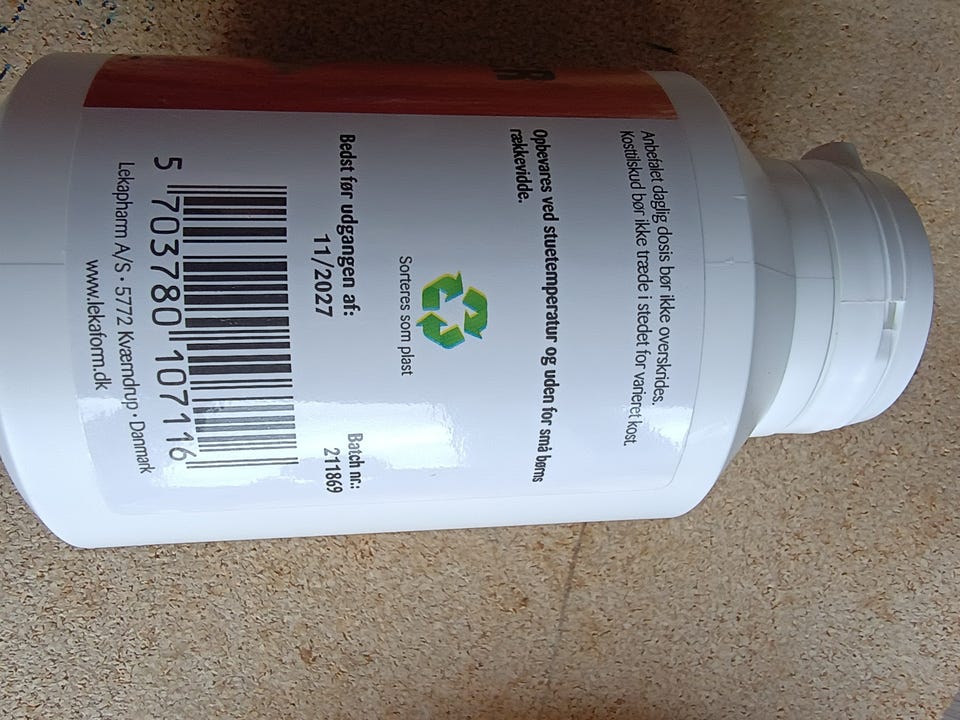 Anbefalet daglig dosis bør ikke overskrides.
Kosttilskud bør ikke træde i stedet for varieret kost.
Opbevares ved stuetemperatur og uden for små børns
rækkevidde.
Sorteres som plast
Bedst før udgangen af:
11/2027
Batch nr.:
211869
5 703780 107116
Lekapharm A/S • 5772 Kværndrup • Danmark
www.lekaform.dk